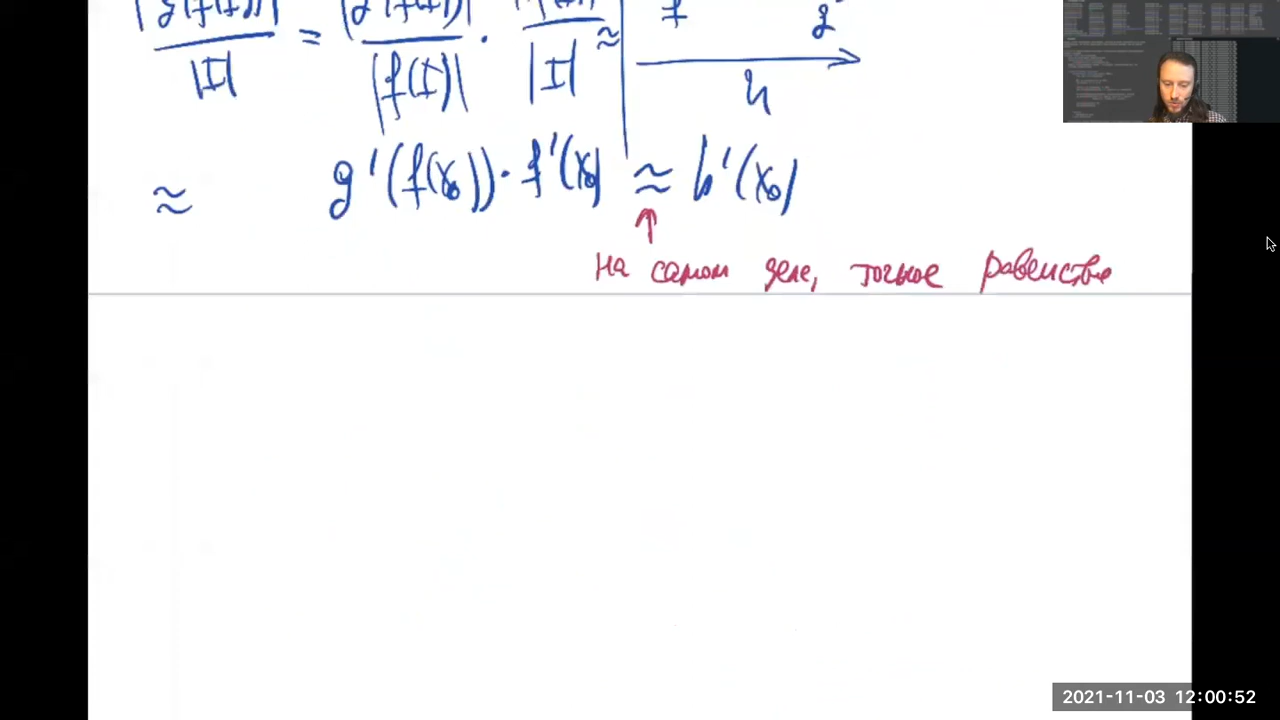 |g(f(I))| / |I| = |g(f(I))| / |f(I)| · |f(I)| / |I| ≈
f g
h
≈ g'(f(x₀)) · f'(x₀) ≈ h'(x₀)
↑
на самом деле, точное равенство
2021-11-03 12:00:52